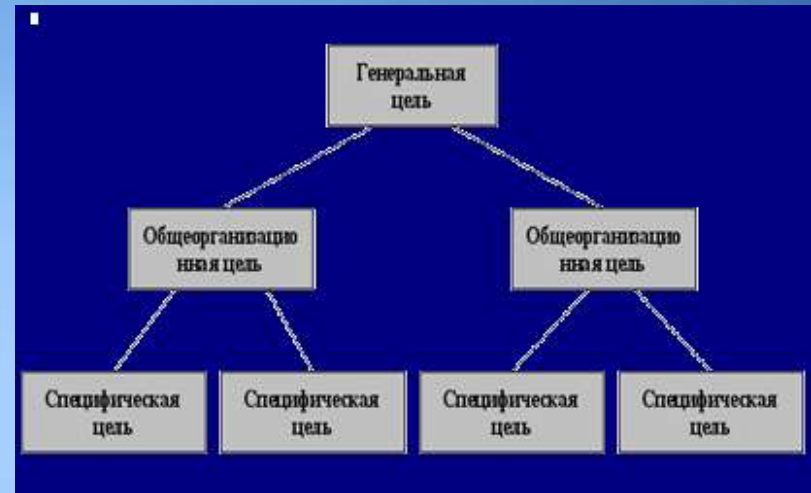 Генеральная
цель
Общеорганизацио
нная цель
Общеорганизацио
нная цель
Специфическая
цель
Специфическая
цель
Специфическая
цель
Специфическая
цель